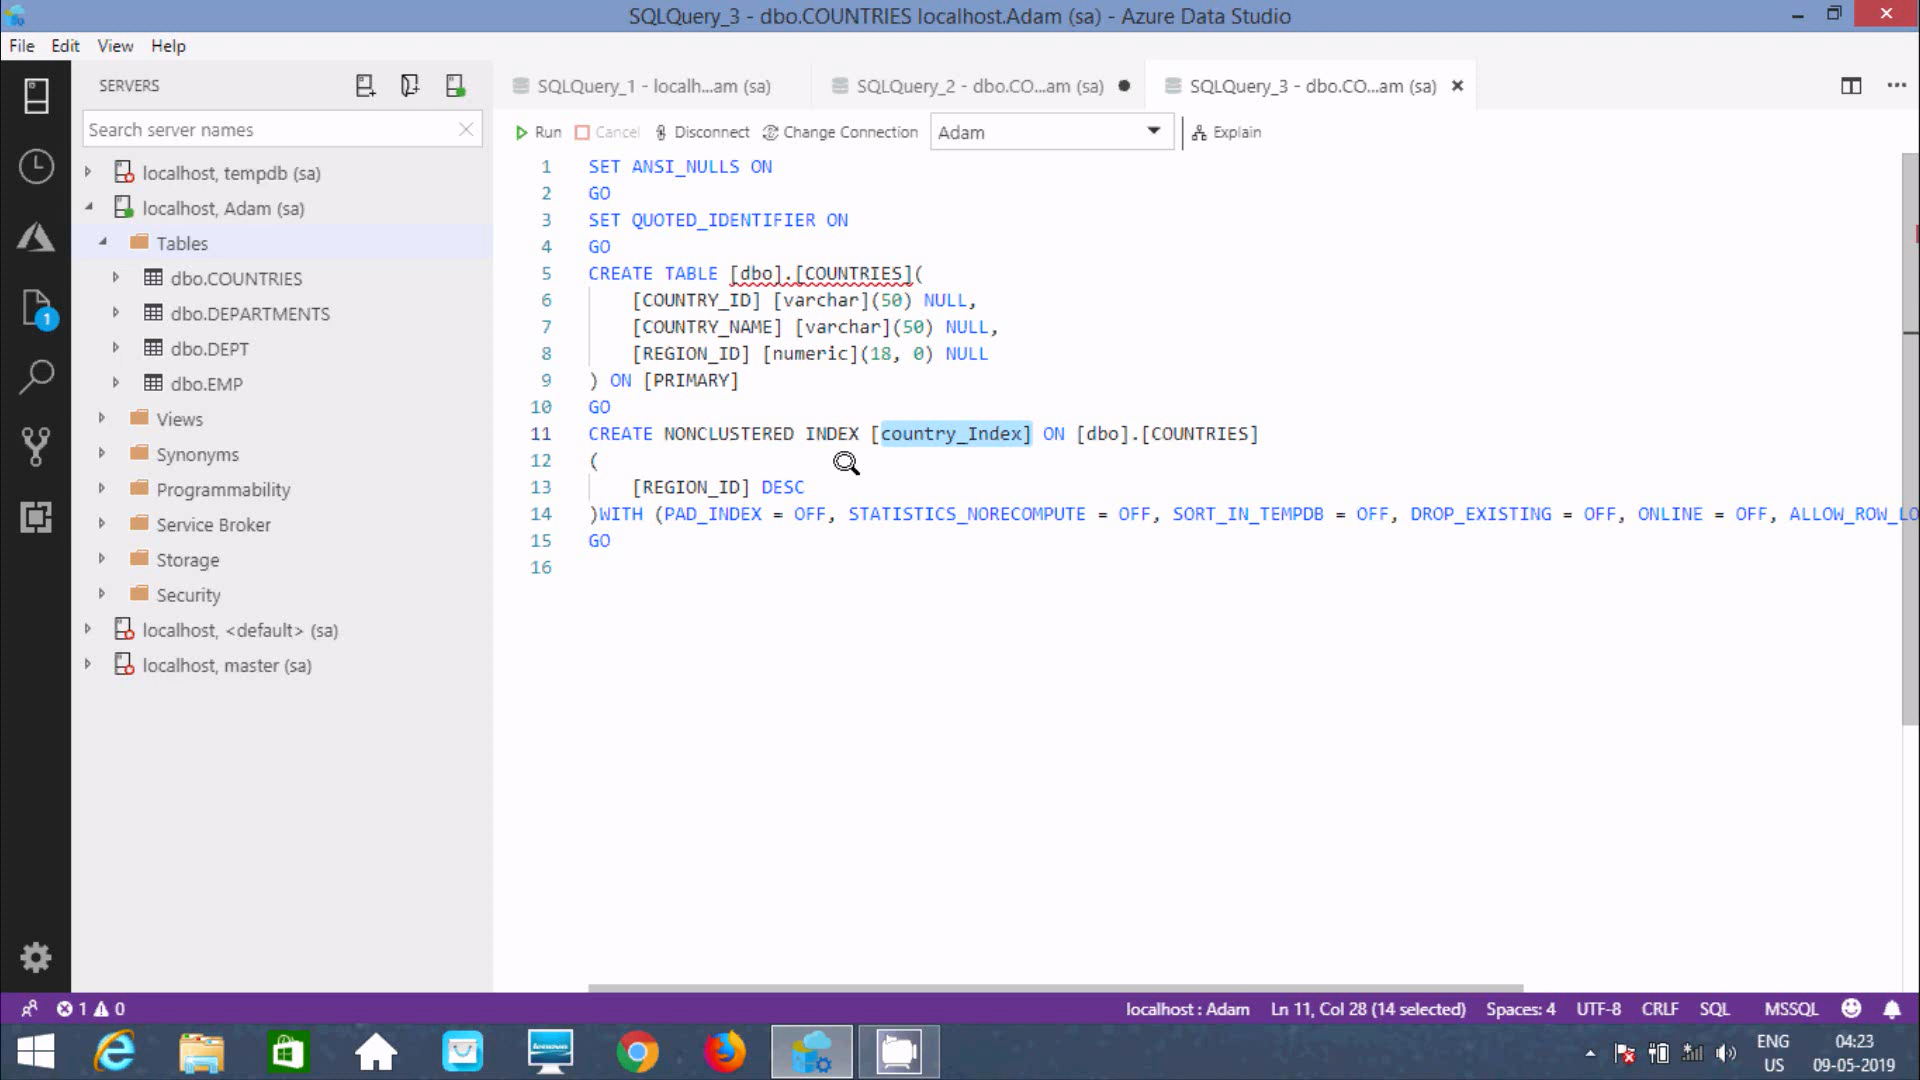 SQLQuery_3 - dbo.COUNTRIES localhost.Adam (sa) - Azure Data Studio
File Edit View Help
SERVERS
Search server names
localhost, tempdb (sa)
localhost, Adam (sa)
Tables
dbo.COUNTRIES
dbo.DEPARTMENTS
dbo.DEPT
dbo.EMP
Views
Synonyms
Programmability
Service Broker
Storage
Security
localhost, <default> (sa)
localhost, master (sa)
1
SQLQuery_1 - localh...am (sa)
SQLQuery_2 - dbo.CO...am (sa)
SQLQuery_3 - dbo.CO...am (sa)
Run Cancel Disconnect Change Connection Adam Explain
1 SET ANSI_NULLS ON
2 GO
3 SET QUOTED_IDENTIFIER ON
4 GO
5 CREATE TABLE [dbo].[COUNTRIES](
6 [COUNTRY_ID] [varchar](50) NULL,
7 [COUNTRY_NAME] [varchar](50) NULL,
8 [REGION_ID] [numeric](18, 0) NULL
9 ) ON [PRIMARY]
10 GO
11 CREATE NONCLUSTERED INDEX [country_Index] ON [dbo].[COUNTRIES]
12 (
13 [REGION_ID] DESC
14 )WITH (PAD_INDEX = OFF, STATISTICS_NORECOMPUTE = OFF, SORT_IN_TEMPDB = OFF, DROP_EXISTING = OFF, ONLINE = OFF, ALLOW_ROW_LO
15 GO
16
1 0 localhost : Adam Ln 11, Col 28 (14 selected) Spaces: 4 UTF-8 CRLF SQL MSSQL
ENG 04:23
US 09-05-2019